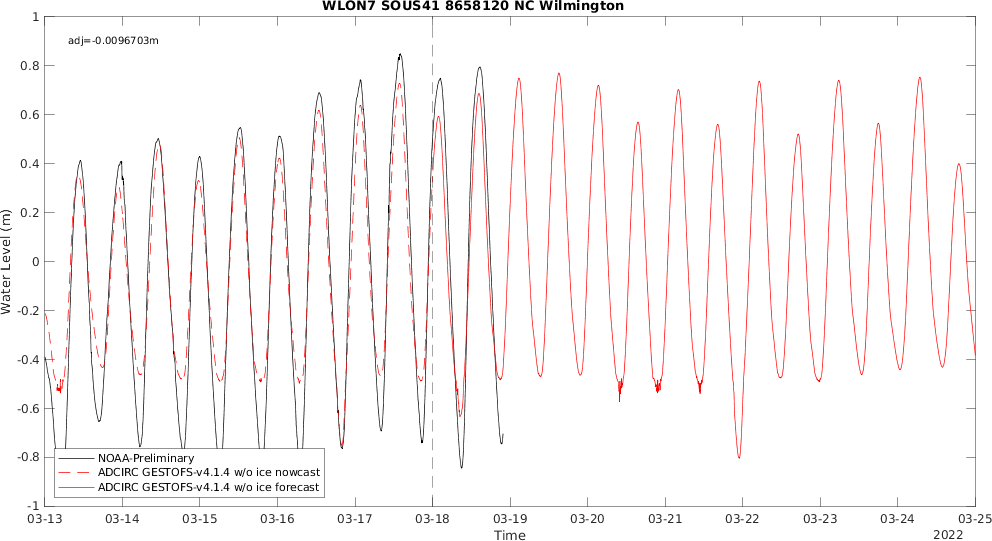 WLON7 SOUS41 8658120 NC Wilmington
adj=-0.0096703m
1
0.8
0.6
0.4
0.2
0
-0.2
-0.4
-0.6
-0.8
-1
Water Level (m)
NOAA-Preliminary
ADCIRC GESTOFS-v4.1.4 w/o ice nowcast
ADCIRC GESTOFS-v4.1.4 w/o ice forecast
03-13 03-14 03-15 03-16 03-17 03-18 03-19 03-20 03-21 03-22 03-23 03-24 03-25
Time
2022